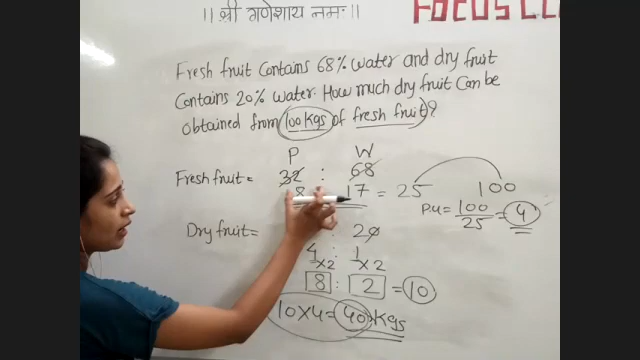 ॥ श्री गणेशाय नमः ॥
FOCUS
Fresh fruit contains 68% water and dry fruit
contains 20% water. How much dry fruit can be
obtained from 100 kgs of fresh fruit?
P W
Fresh fruit = 32 : 68
8 17 = 25 100
P.u = 100/25 = 4
Dry fruit = : 20
4 : 1
×2 ×2
8 : 2 = 10
10 × 4 = 40 kgs